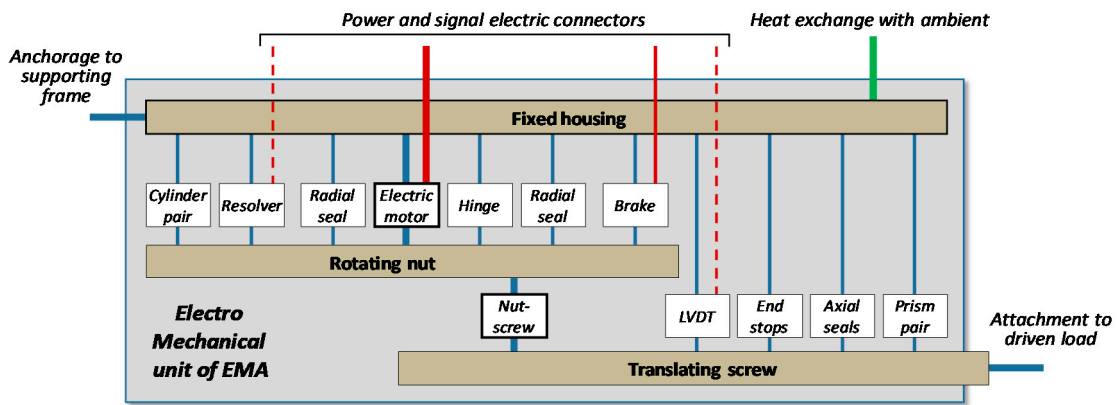 Power and signal electric connectors
Heat exchange with ambient
Anchorage to
supporting
frame
Fixed housing
Cylinder
pair
Resolver
Radial
seal
Electric
motor
Hinge
Radial
seal
Brake
Rotating nut
Electro
Mechanical
unit of EMA
Nut-
screw
LVDT
End
stops
Axial
seals
Prism
pair
Attachment to
driven load
Translating screw